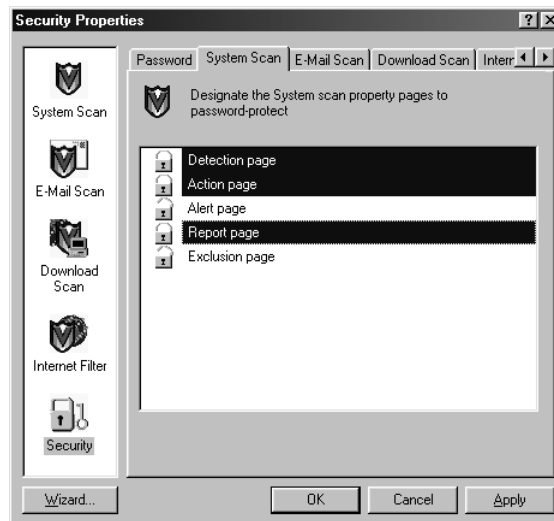 Security Properties
System Scan
E-Mail Scan
Download
Scan
Internet Filter
Security
Password System Scan E-Mail Scan Download Scan
Designate the System scan property pages to
password-protect
Detection page
Action page
Alert page
Report page
Exclusion page
Wizard... OK Cancel Apply